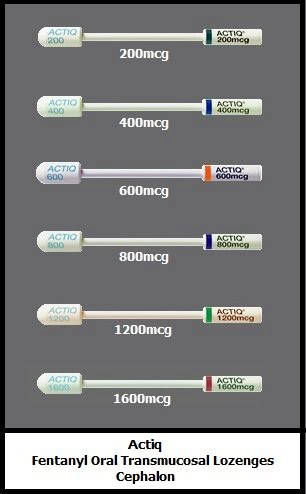 ACTIQ
200
ACTIQ®
200mcg
200mcg
ACTIQ
400
ACTIQ®
400mcg
400mcg
ACTIQ
600
ACTIQ®
600mcg
600mcg
ACTIQ
800
ACTIQ®
800mcg
800mcg
ACTIQ
1200
ACTIQ®
1200mcg
1200mcg
ACTIQ
1600
ACTIQ®
1600mcg
1600mcg
Actiq
Fentanyl Oral Transmucosal Lozenges
Cephalon